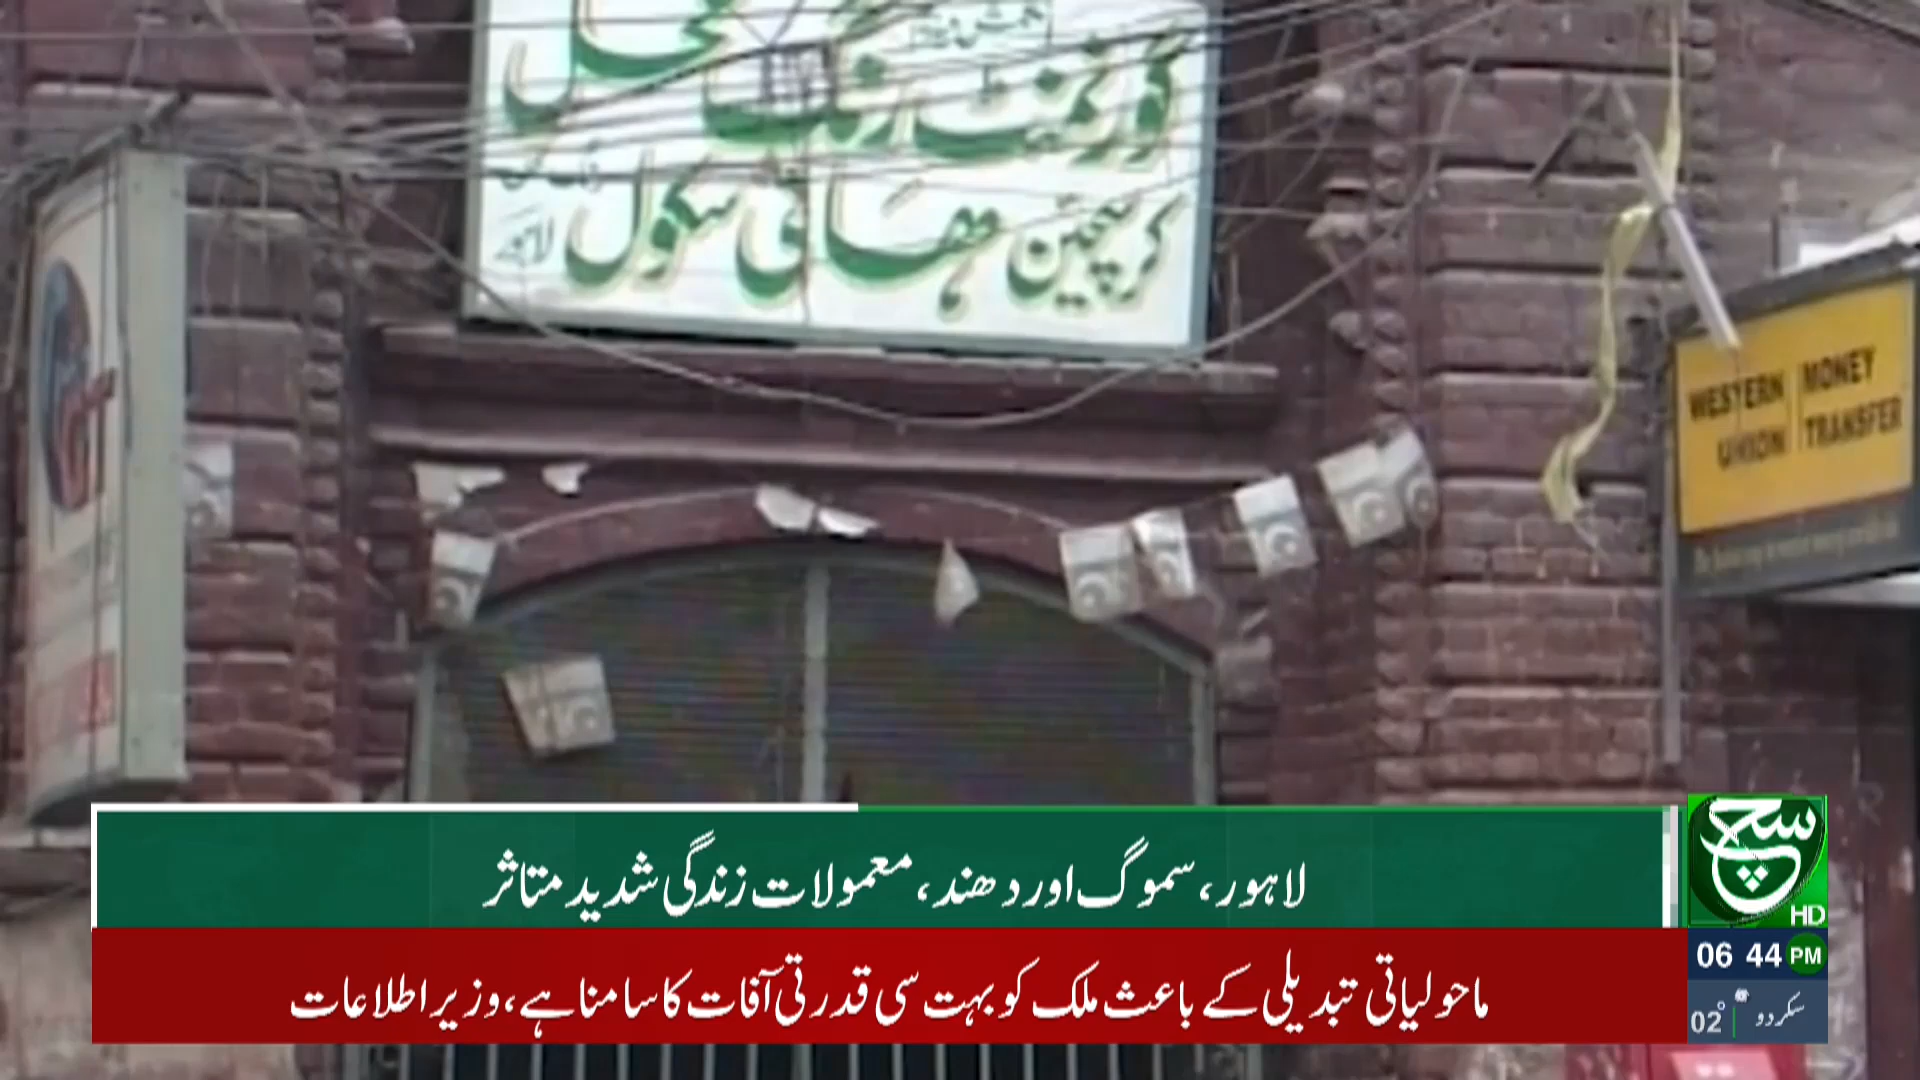 گورنمنٹ رنگ محل
کرسچین ہائی سکول لاہور
GT
WESTERN UNION
MONEY TRANSFER
لاہور، سموگ اور دھند، معمولات زندگی شدید متاثر
سچ
HD
ماحولیاتی تبدیلی کے باعث ملک کو بہت سی قدرتی آفات کا سامنا ہے، وزیر اطلاعات
06 44 PM
02° سکردو